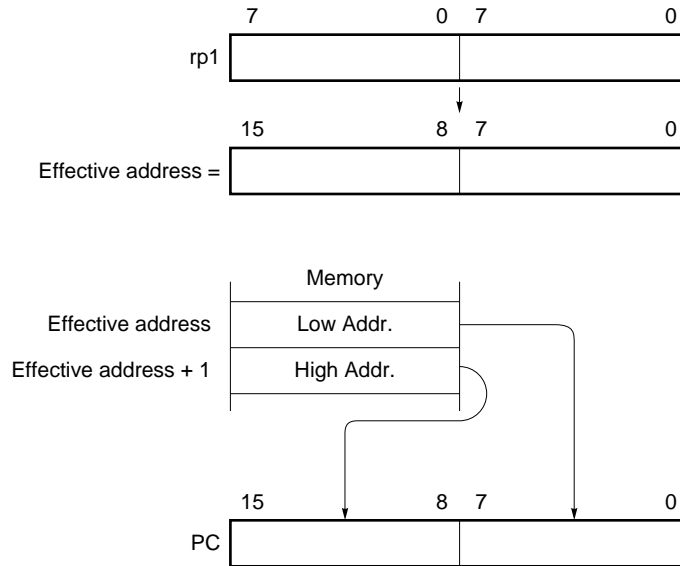 7 0 7 0
rp1
15 8 7 0
Effective address =
Memory
Effective address Low Addr.
Effective address + 1 High Addr.
15 8 7 0
PC